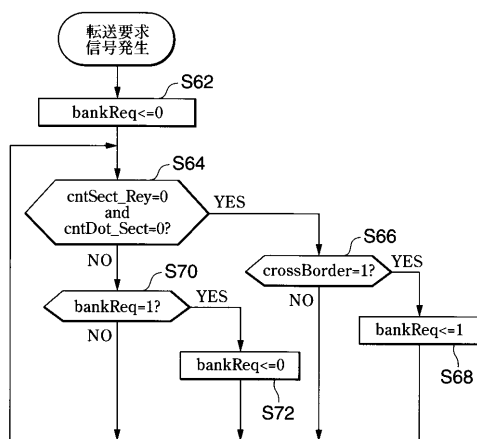 転送要求
信号発生
S62
bankReq<=0
S64
cntSect_Rey=0
and
cntDot_Sect=0?
YES
NO
S66
crossBorder=1?
YES
NO
S70
bankReq=1?
YES
NO
bankReq<=1
S68
bankReq<=0
S72